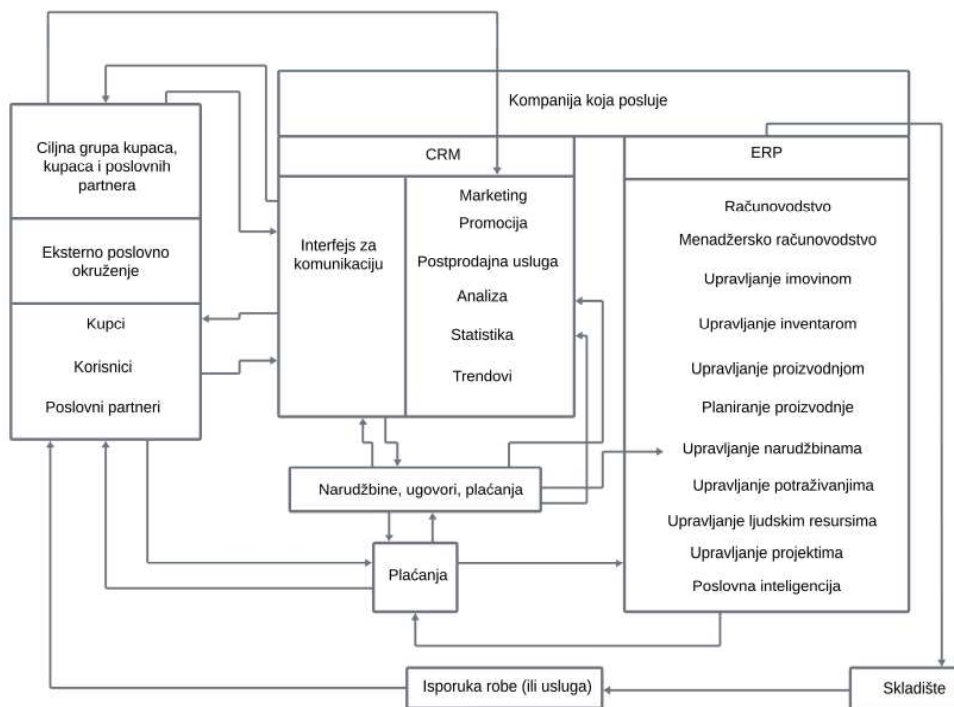 Kompanija koja posluje
Ciljna grupa kupaca,
kupaca i poslovnih
partnera
Eksterno poslovno
okruženje
Kupci
Korisnici
Poslovni partneri
CRM
Interfejs za
komunikaciju
Marketing
Promocija
Postprodajna usluga
Analiza
Statistika
Trendovi
ERP
Računovodstvo
Menadžersko računovodstvo
Upravljanje imovinom
Upravljanje inventarom
Upravljanje proizvodnjom
Planiranje proizvodnje
Upravljanje narudžbinama
Upravljanje potraživanjima
Upravljanje ljudskim resursima
Upravljanje projektima
Poslovna inteligencija
Narudžbine, ugovori, plaćanja
Plaćanja
Isporuka robe (ili usluga)
Skladište